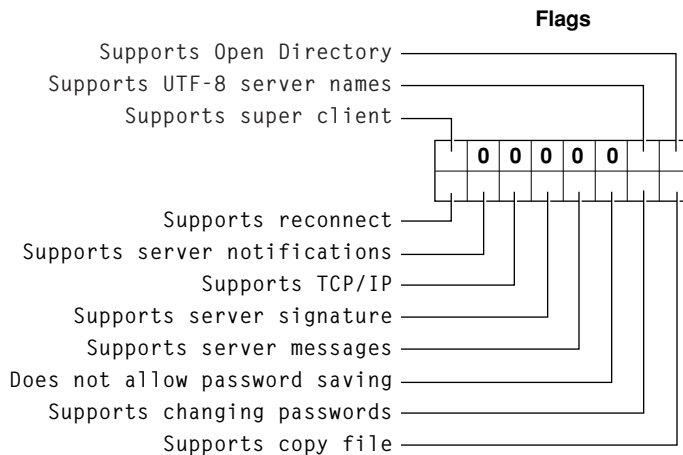 Flags
Supports Open Directory
Supports UTF-8 server names
Supports super client
0 0 0 0 0
Supports reconnect
Supports server notifications
Supports TCP/IP
Supports server signature
Supports server messages
Does not allow password saving
Supports changing passwords
Supports copy file